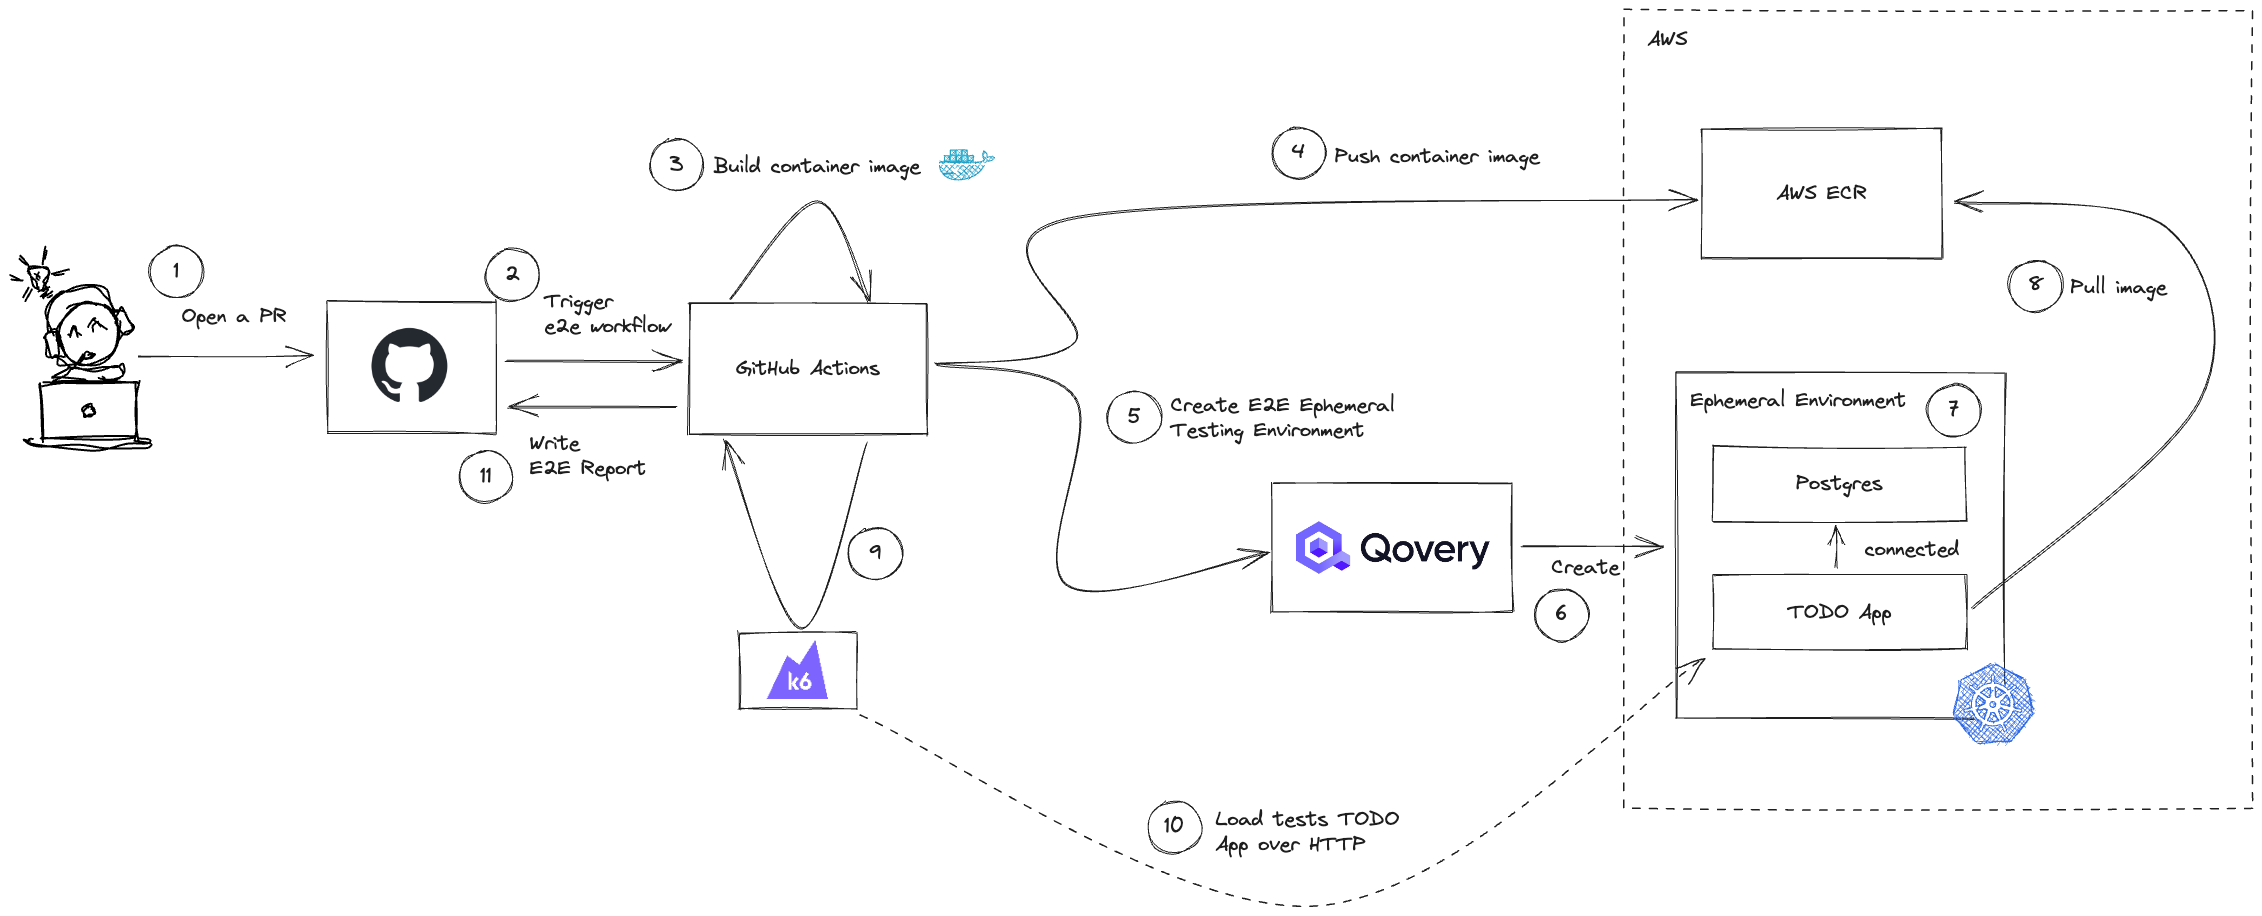 AWS
1
Open a PR
2
Trigger
e2e workflow
3
Build container image
GitHub Actions
4
Push container image
AWS ECR
5
Create E2E Ephemeral
Testing Environment
Qovery
Create
6
Ephemeral Environment
7
Postgres
connected
TODO App
8
Pull image
9
k6
10
Load tests TODO
App over HTTP
11
Write
E2E Report